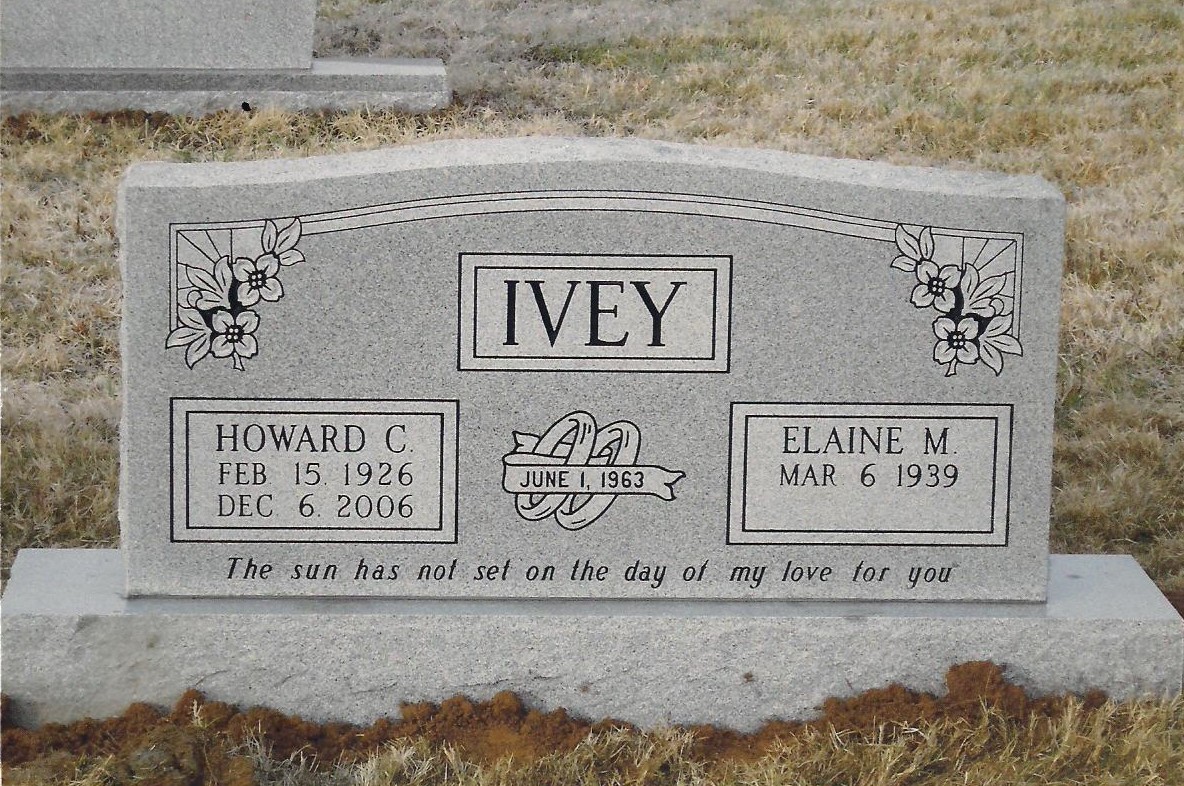 IVEY
HOWARD C.
FEB. 15. 1926
DEC. 6. 2006
JUNE 1, 1963
ELAINE M.
MAR 6 1939
The sun has not set on the day of my love for you